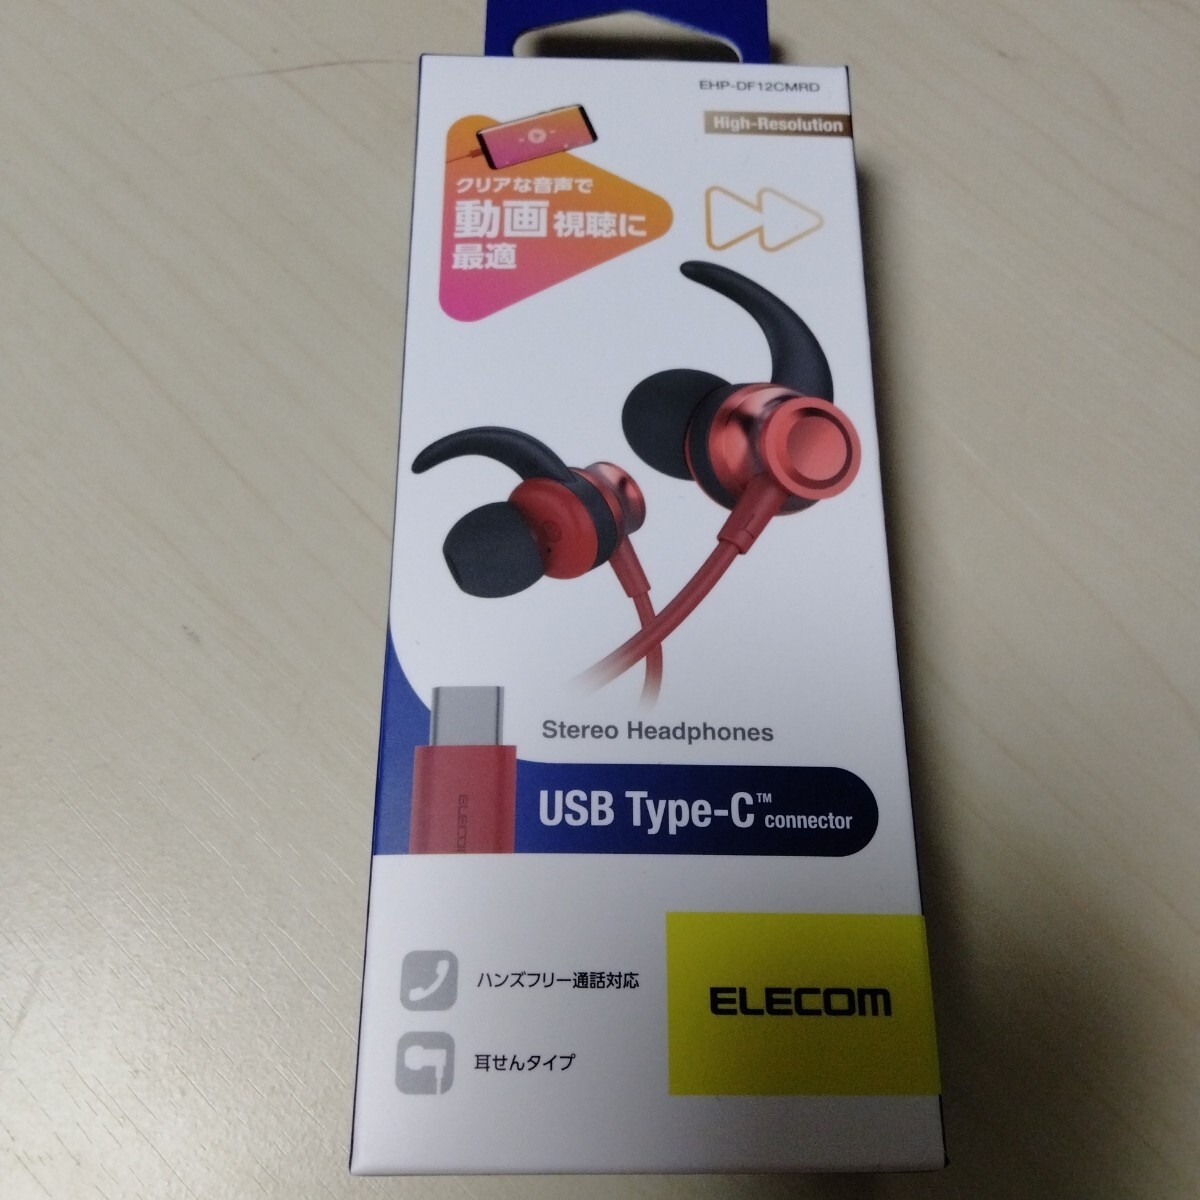 EHP-DF12CMRD
High-Resolution
クリアな音声で
動画 視聴に
最適
Stereo Headphones
USB Type-C™ connector
ELECOM
ハンズフリー通話対応
耳せんタイプ
ELECOM